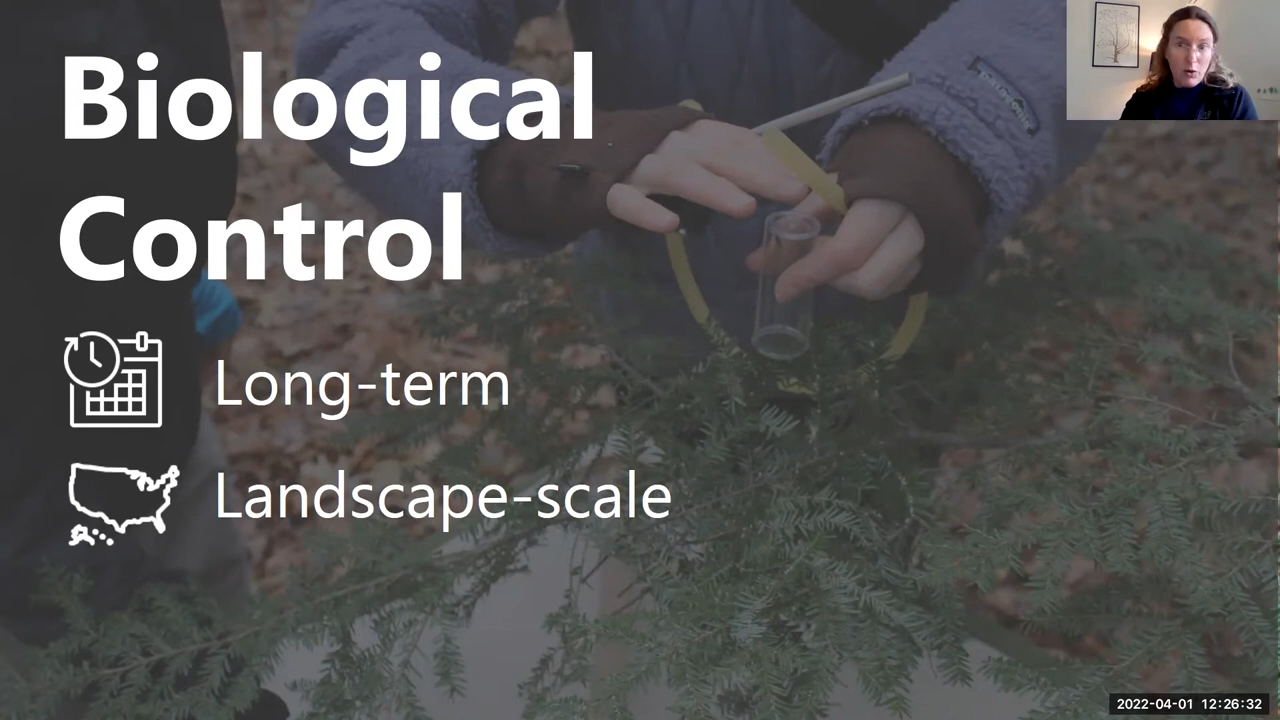 Biological
Control
Long-term
Landscape-scale
2022-04-01 12:26:32